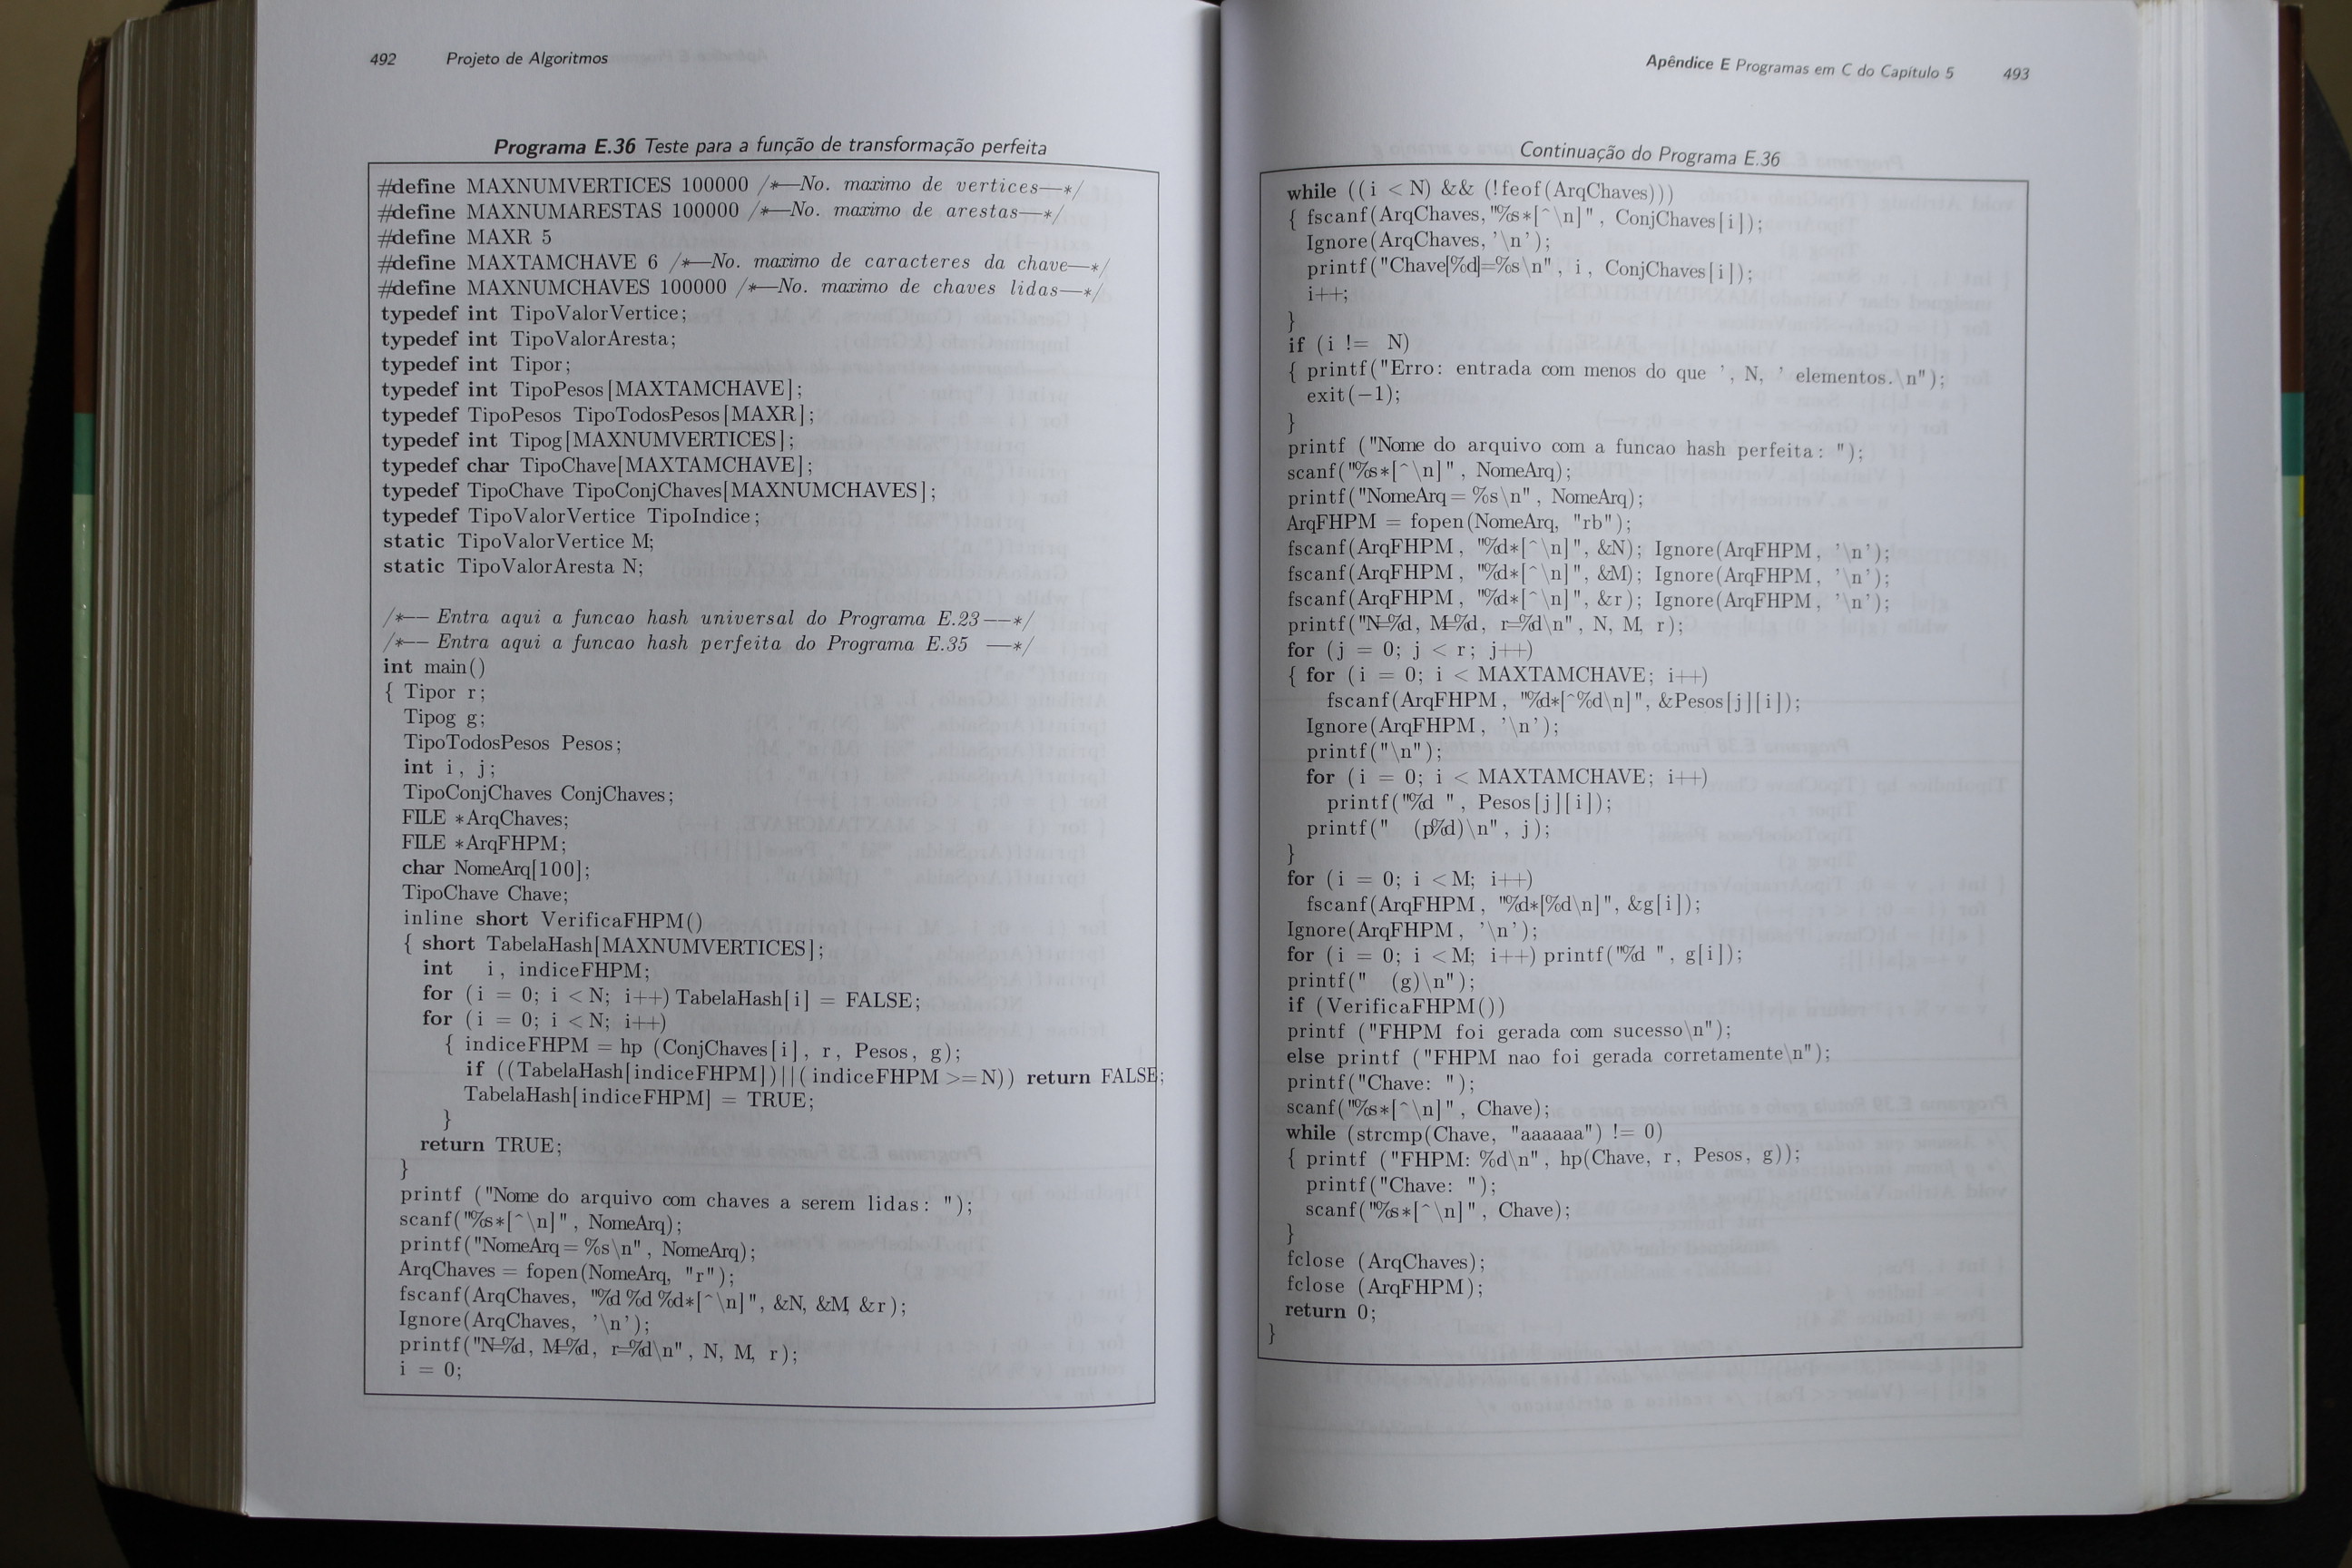 492 Projeto de Algoritmos
Programa E.36 Teste para a função de transformação perfeita
#define MAXNUMVERTICES 100000 /*—No. maximo de vertices—*/
#define MAXNUMARESTAS 100000 /*—No. maximo de arestas—*/
#define MAXR 5
#define MAXTAMCHAVE 6 /*—No. maximo de caracteres da chave—*/
#define MAXNUMCHAVES 100000 /*—No. maximo de chaves lidas—*/
typedef int TipoValorVertice;
typedef int TipoValorAresta;
typedef int Tipor;
typedef int TipoPesos[MAXTAMCHAVE];
typedef TipoPesos TipoTodosPesos[MAXR];
typedef int Tipog[MAXNUMVERTICES];
typedef char TipoChave[MAXTAMCHAVE];
typedef TipoChave TipoConjChaves[MAXNUMCHAVES];
typedef TipoValorVertice TipoIndice;
static TipoValorVertice M;
static TipoValorAresta N;
/*— Entra aqui a funcao hash universal do Programa E.23—*/
/*— Entra aqui a funcao hash perfeita do Programa E.35 —*/
int main()
{ Tipor r;
Tipog g;
TipoTodosPesos Pesos;
int i, j;
TipoConjChaves ConjChaves;
FILE *ArqChaves;
FILE *ArqFHPM;
char NomeArq[100];
TipoChave Chave;
inline short VerificaFHPM()
{ short TabelaHash[MAXNUMVERTICES];
int i, indiceFHPM;
for (i = 0; i < N; i++) TabelaHash[i] = FALSE;
for (i = 0; i < N; i++)
{ indiceFHPM = hp (ConjChaves[i], r, Pesos, g);
if ((TabelaHash[indiceFHPM])||(indiceFHPM >=N)) return FALSE;
TabelaHash[indiceFHPM] = TRUE;
}
return TRUE;
}
printf ("Nome do arquivo com chaves a serem lidas: ");
scanf("%s*[^\n]", NomeArq);
printf("NomeArq = %s\n", NomeArq);
ArqChaves = fopen(NomeArq, "r");
fscanf(ArqChaves, "%d %d %d*[^\n]", &N, &M, &r);
Ignore(ArqChaves, '\n');
printf("N=%d, M=%d, r=%d\n", N, M, r);
i = 0;
Apêndice E Programas em C do Capítulo 5 493
Continuação do Programa E.36
while ((i < N) && (!feof(ArqChaves)))
{ fscanf(ArqChaves,"%s*[^\n]", ConjChaves[i]);
Ignore(ArqChaves,'\n');
printf("Chave[%d]=%s\n", i, ConjChaves[i]);
i++;
}
if (i != N)
{ printf("Erro: entrada com menos do que ', N, ' elementos.\n");
exit(-1);
}
printf ("Nome do arquivo com a funcao hash perfeita: ");
scanf("%s*[^\n]", NomeArq);
printf("NomeArq = %s\n", NomeArq);
ArqFHPM = fopen(NomeArq, "rb");
fscanf(ArqFHPM, "%d*[^\n]", &N); Ignore(ArqFHPM, '\n');
fscanf(ArqFHPM, "%d*[^\n]", &M); Ignore(ArqFHPM, '\n');
fscanf(ArqFHPM, "%d*[^\n]", &r); Ignore(ArqFHPM, '\n');
printf("N=%d, M=%d, r=%d\n", N, M, r);
for (j = 0; j < r; j++)
{ for (i = 0; i < MAXTAMCHAVE; i++)
fscanf(ArqFHPM, "%d*[^%d\n]", &Pesos[j][i]);
Ignore(ArqFHPM, '\n');
printf("\n");
for (i = 0; i < MAXTAMCHAVE; i++)
printf("%d ", Pesos[j][i]);
printf(" (p%d)\n", j);
}
for (i = 0; i < M; i++)
fscanf(ArqFHPM, "%d*[%d\n]", &g[i]);
Ignore(ArqFHPM, '\n');
for (i = 0; i < M; i++) printf("%d ", g[i]);
printf(" (g)\n");
if (VerificaFHPM())
printf ("FHPM foi gerada com sucesso\n");
else printf ("FHPM nao foi gerada corretamente\n");
printf("Chave: ");
scanf("%s*[^\n]", Chave);
while (strcmp(Chave, "aaaaaa") != 0)
{ printf ("FHPM: %d\n", hp(Chave, r, Pesos, g));
printf("Chave: ");
scanf("%s*[^\n]", Chave);
}
fclose (ArqChaves);
fclose (ArqFHPM);
return 0;
}